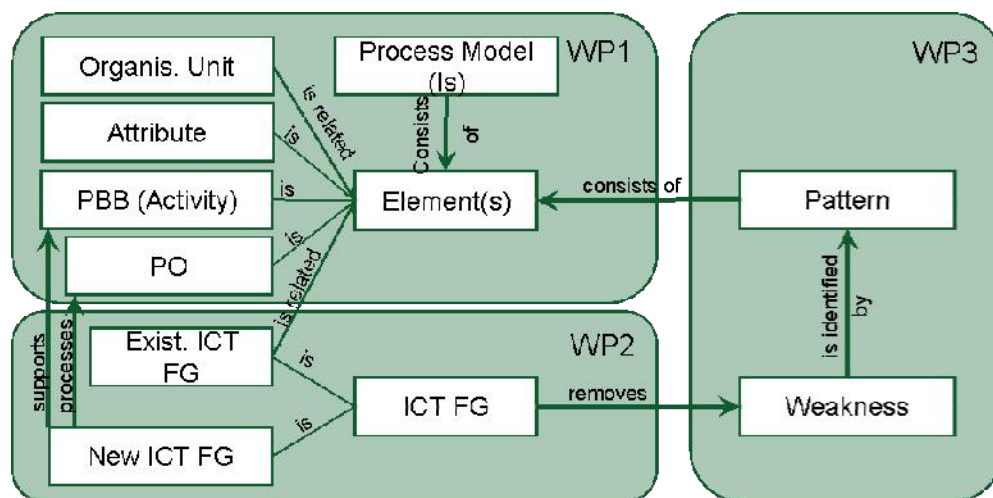 Organis. Unit
Process Model
(Is)
WP1
WP3
is related
Consists
of
Attribute
is
PBB (Activity)
is
Element(s)
consists of
Pattern
PO
is
is related
is identified
by
supports
processes
Exist. ICT
FG
is
WP2
ICT FG
removes
Weakness
is
New ICT FG